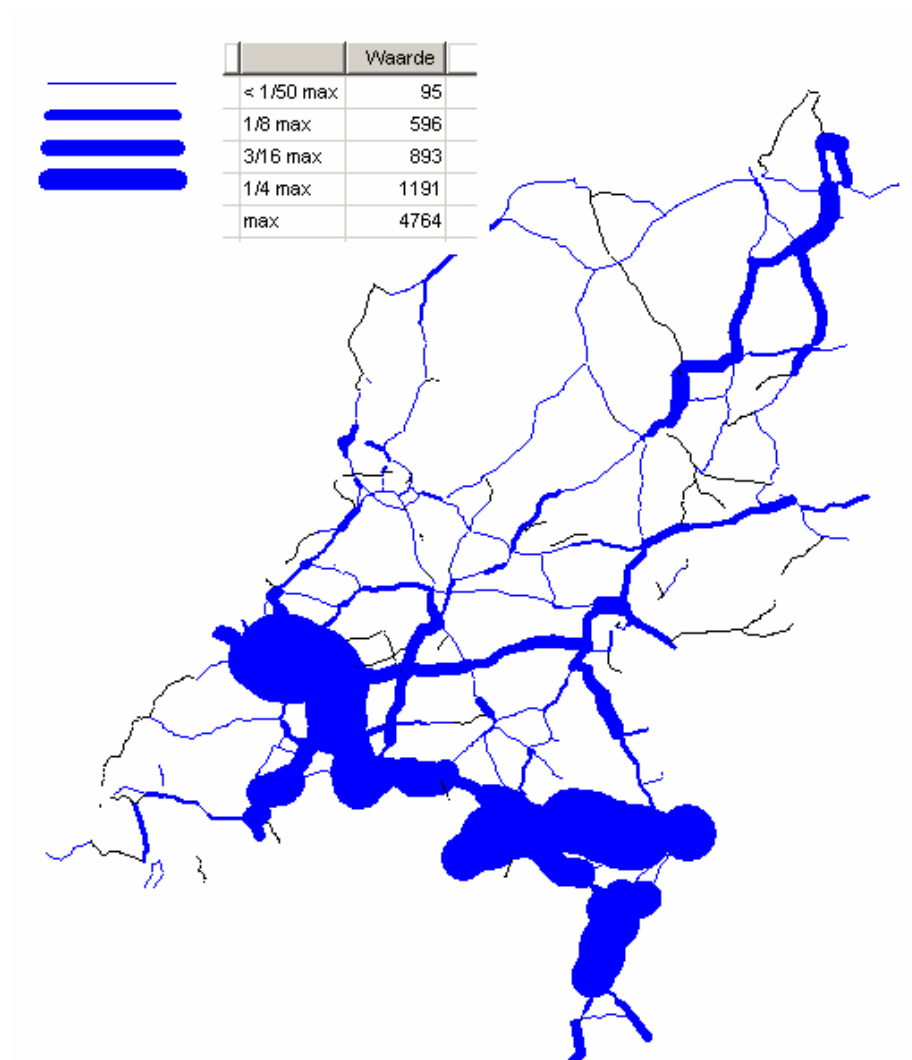 Waarde
< 1/50 max 95
1/8 max 596
3/16 max 893
1/4 max 1191
max 4764